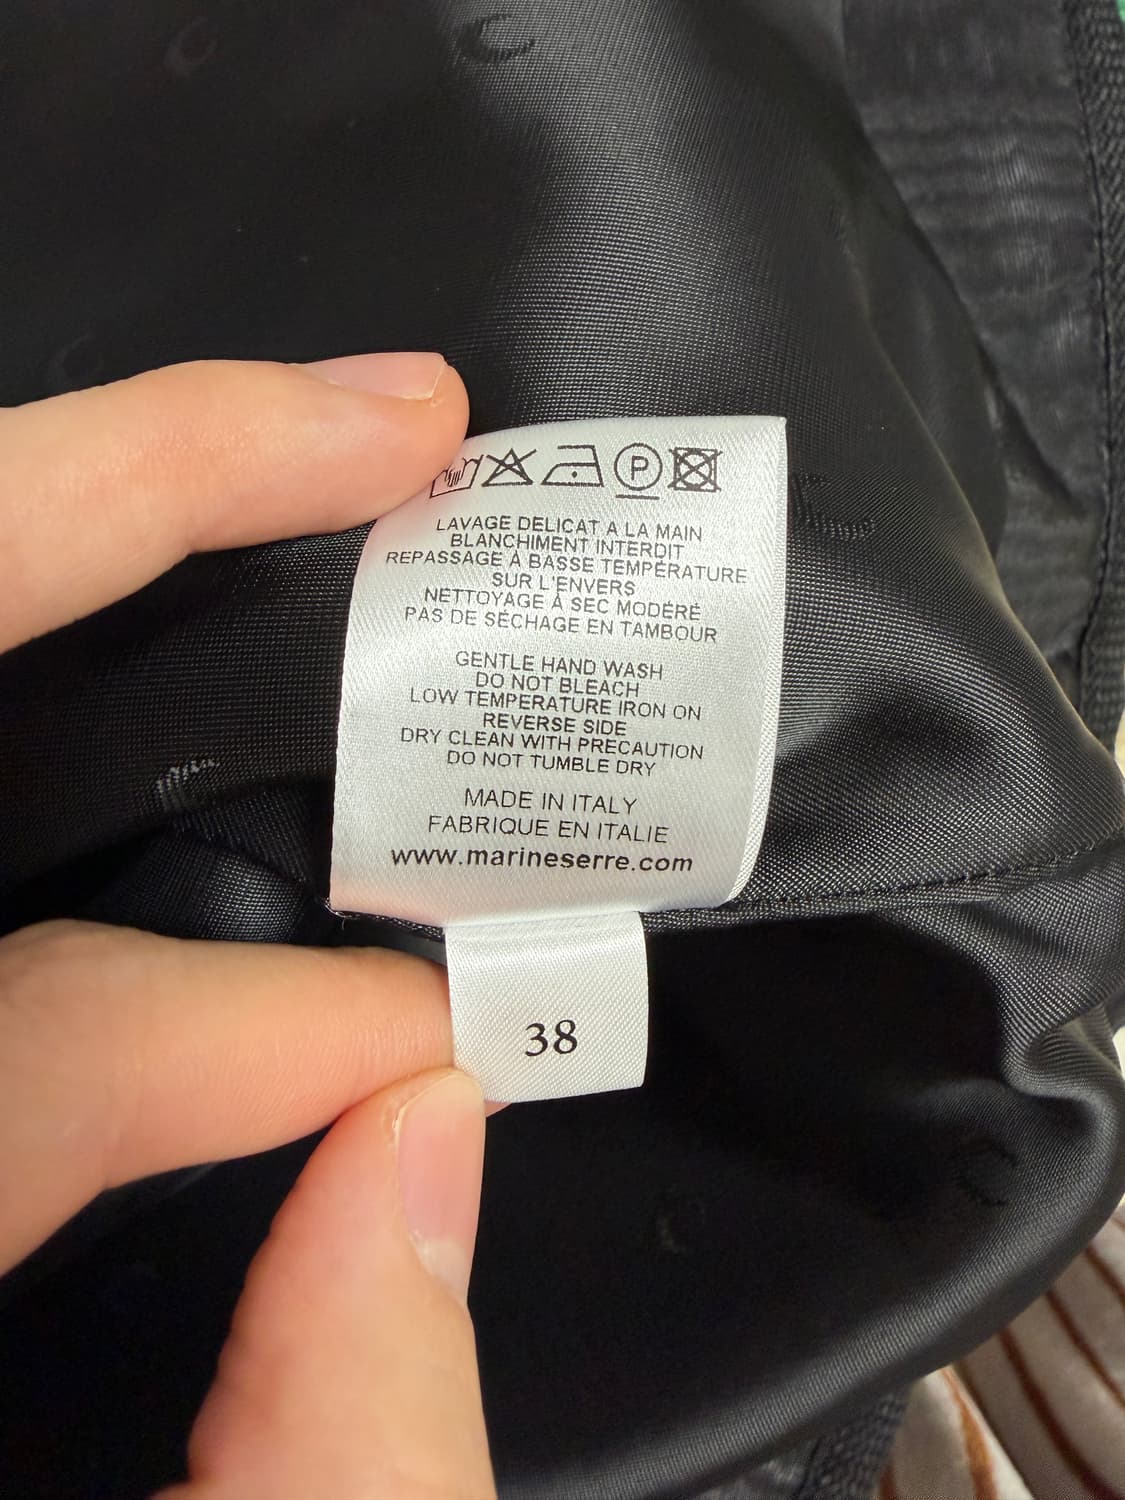 P
LAVAGE DELICAT A LA MAIN
BLANCHIMENT INTERDIT
REPASSAGE À BASSE TEMPÉRATURE
SUR L'ENVERS
NETTOYAGE À SEC MODÉRÉ
PAS DE SÉCHAGE EN TAMBOUR
GENTLE HAND WASH
DO NOT BLEACH
LOW TEMPERATURE IRON ON
REVERSE SIDE
DRY CLEAN WITH PRECAUTION
DO NOT TUMBLE DRY
MADE IN ITALY
FABRIQUE EN ITALIE
www.marineserre.com
38